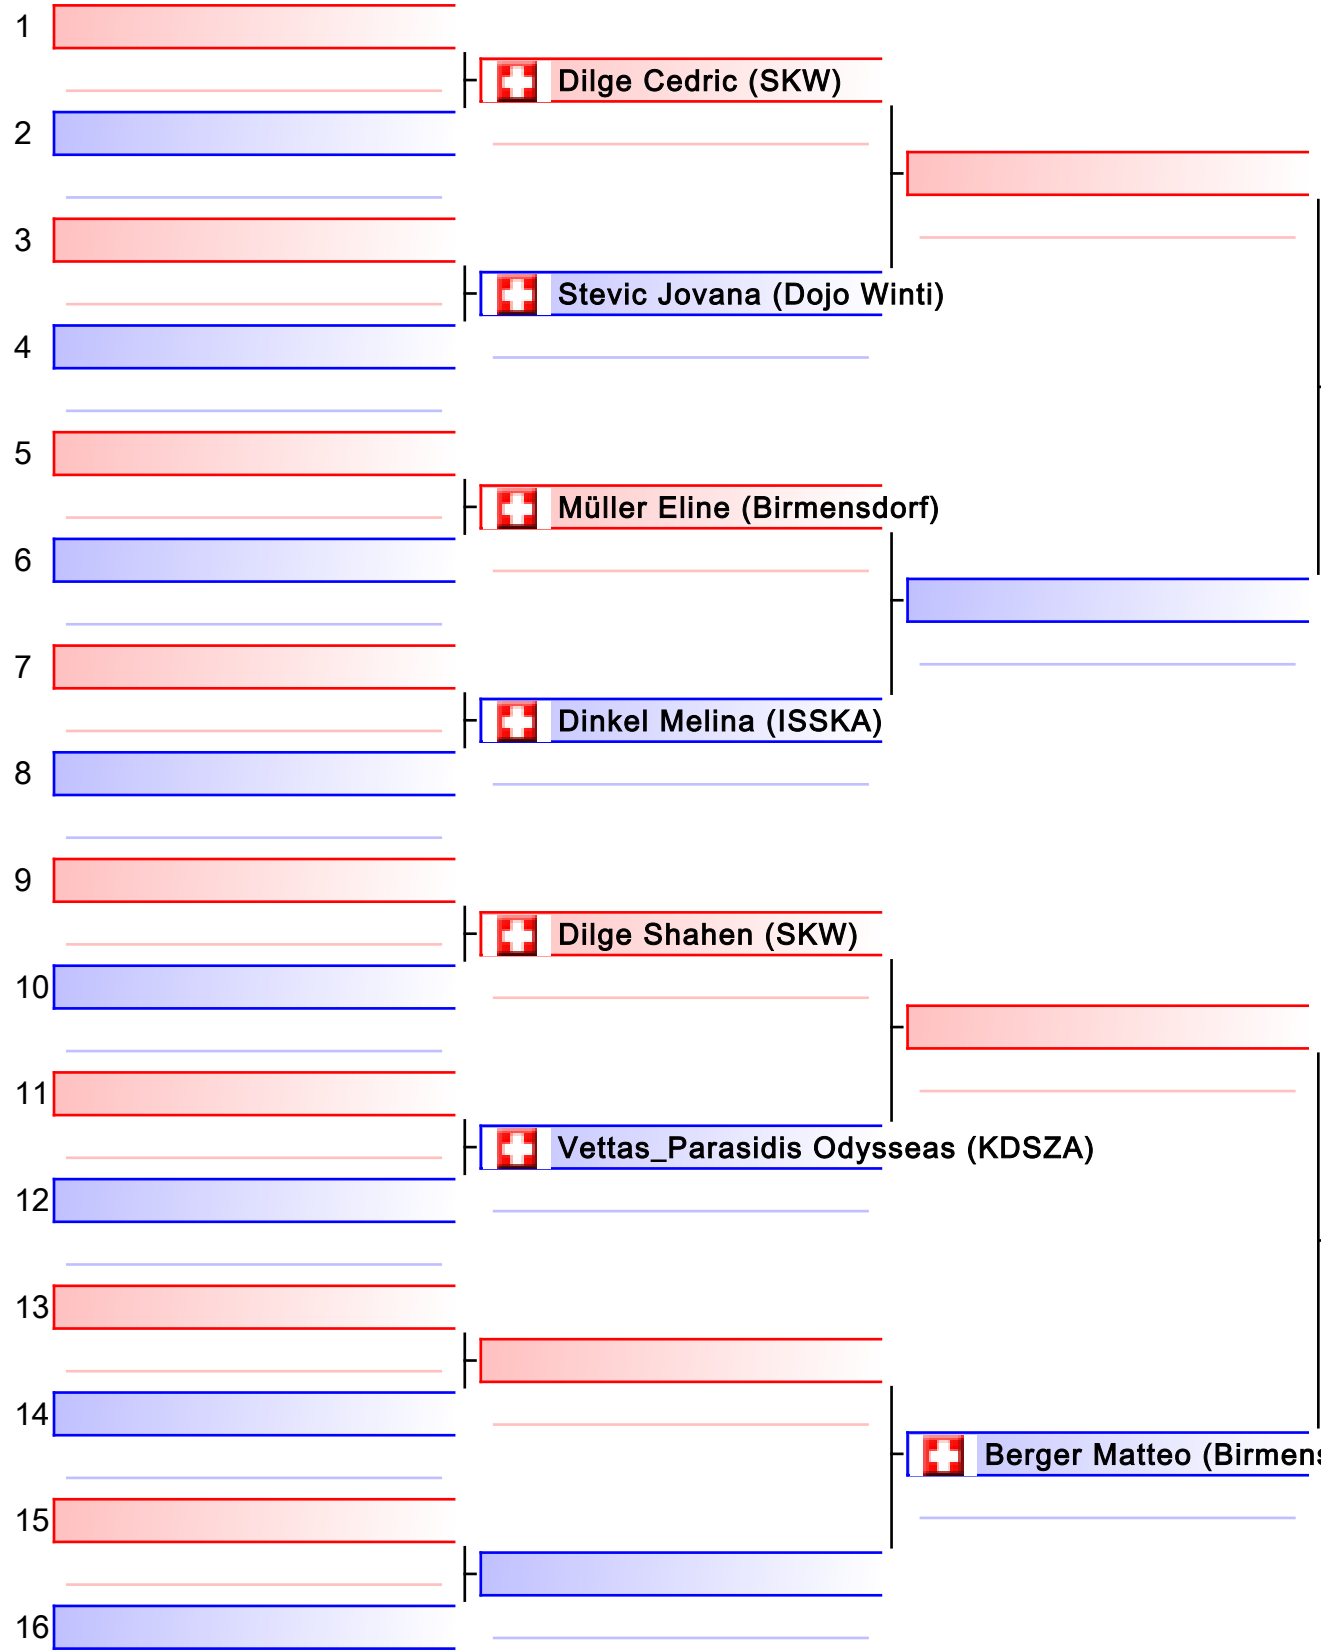 1
Dilge Cedric (SKW)
2
3
Stevic Jovana (Dojo Winti)
4
5
Müller Eline (Birmensdorf)
6
7
Dinkel Melina (ISSKA)
8
9
Dilge Shahen (SKW)
10
11
Vettas_Parasidis Odysseas (KDSZA)
12
13
14
Berger Matteo (Birmens
15
16